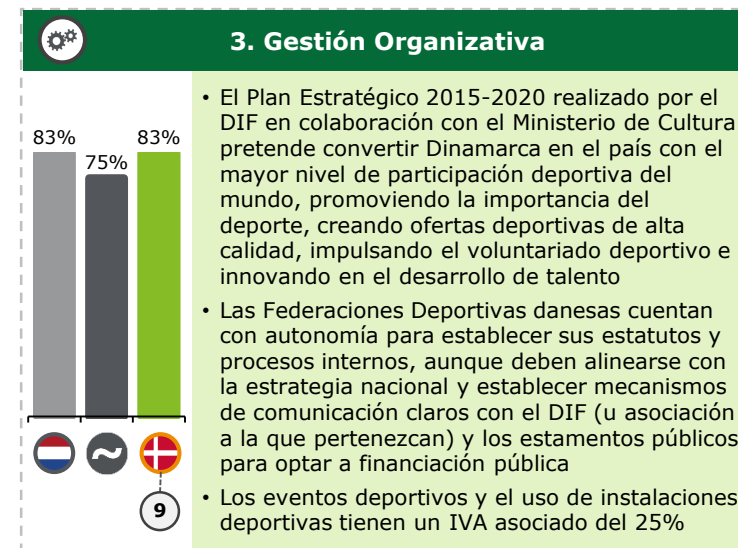 3. Gestión Organizativa
83%
75%
83%
~
9
• El Plan Estratégico 2015-2020 realizado por el
DIF en colaboración con el Ministerio de Cultura
pretende convertir Dinamarca en el país con el
mayor nivel de participación deportiva del
mundo, promoviendo la importancia del
deporte, creando ofertas deportivas de alta
calidad, impulsando el voluntariado deportivo e
innovando en el desarrollo de talento
• Las Federaciones Deportivas danesas cuentan
con autonomía para establecer sus estatutos y
procesos internos, aunque deben alinearse con
la estrategia nacional y establecer mecanismos
de comunicación claros con el DIF (u asociación
a la que pertenezcan) y los estamentos públicos
para optar a financiación pública
• Los eventos deportivos y el uso de instalaciones
deportivas tienen un IVA asociado del 25%